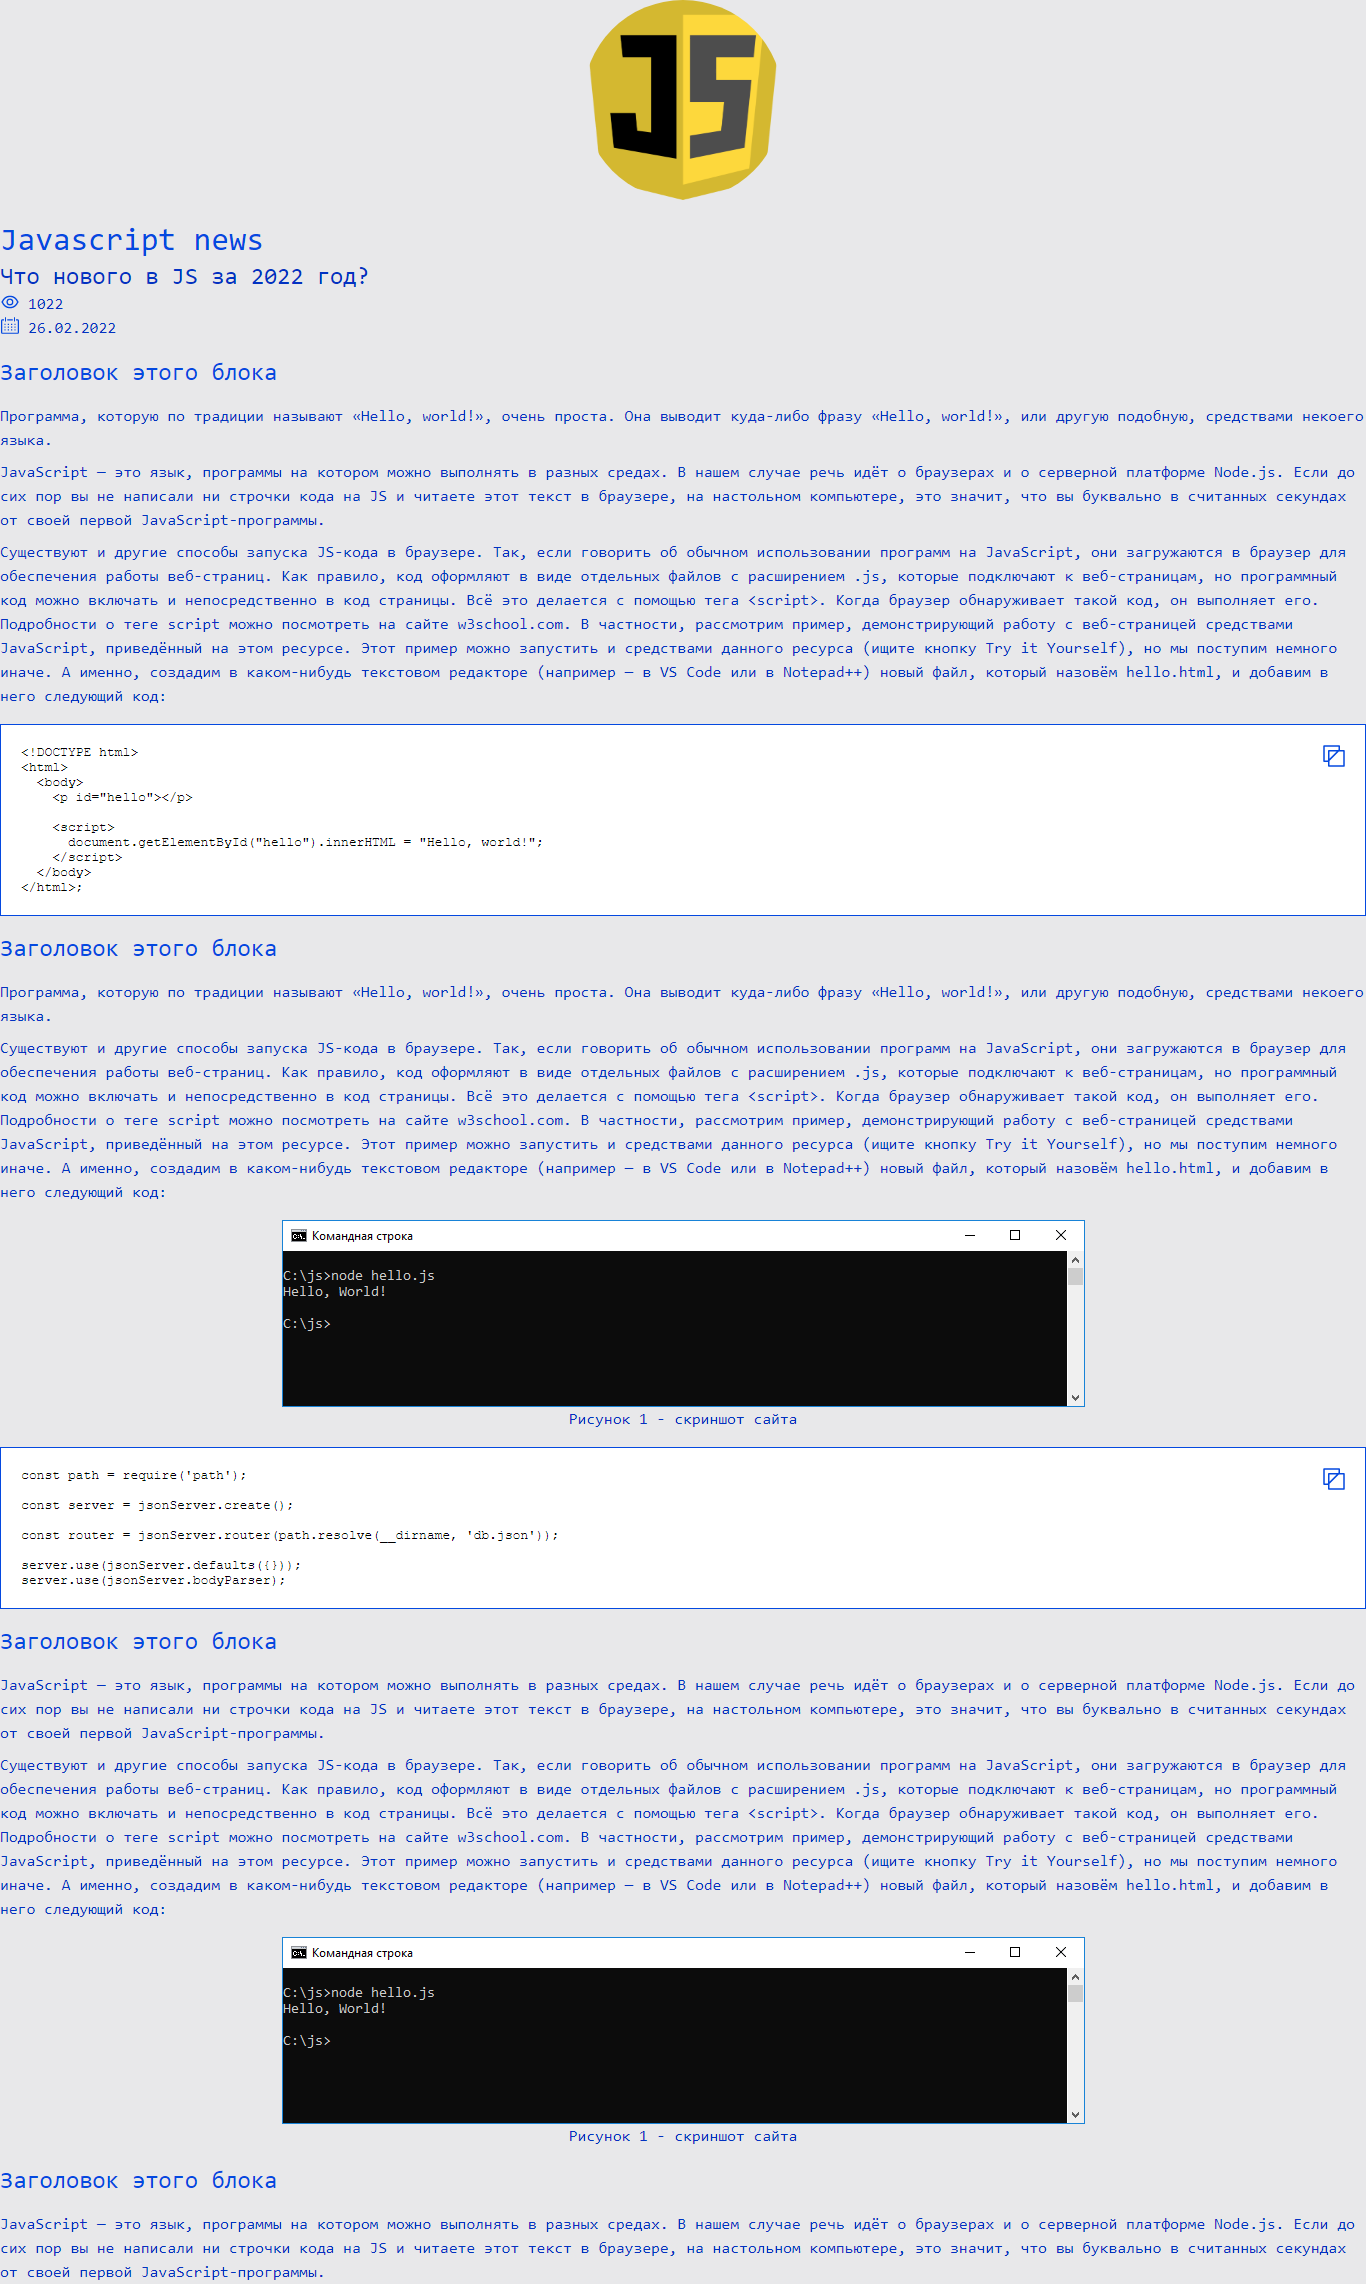 JS
Javascript news
Что нового в JS за 2022 год?
1022
26.02.2022
Заголовок этого блока
Программа, которую по традиции называют «Hello, world!», очень проста. Она выводит куда-либо фразу «Hello, world!», или другую подобную, средствами некоего
языка.
JavaScript — это язык, программы на котором можно выполнять в разных средах. В нашем случае речь идёт о браузерах и о серверной платформе Node.js. Если до
сих пор вы не написали ни строчки кода на JS и читаете этот текст в браузере, на настольном компьютере, это значит, что вы буквально в считанных секундах
от своей первой JavaScript-программы.
Существуют и другие способы запуска JS-кода в браузере. Так, если говорить об обычном использовании программ на JavaScript, они загружаются в браузер для
обеспечения работы веб-страниц. Как правило, код оформляют в виде отдельных файлов с расширением .js, которые подключают к веб-страницам, но программный
код можно включать и непосредственно в код страницы. Всё это делается с помощью тега <script>. Когда браузер обнаруживает такой код, он выполняет его.
Подробности о теге script можно посмотреть на сайте w3school.com. В частности, рассмотрим пример, демонстрирующий работу с веб-страницей средствами
JavaScript, приведённый на этом ресурсе. Этот пример можно запустить и средствами данного ресурса (ищите кнопку Try it Yourself), но мы поступим немного
иначе. А именно, создадим в каком-нибудь текстовом редакторе (например — в VS Code или в Notepad++) новый файл, который назовём hello.html, и добавим в
него следующий код:
<!DOCTYPE html>
<html>
  <body>
    <p id="hello"></p>
    <script>
      document.getElementById("hello").innerHTML = "Hello, world!";
    </script>
  </body>
</html>;
Заголовок этого блока
Программа, которую по традиции называют «Hello, world!», очень проста. Она выводит куда-либо фразу «Hello, world!», или другую подобную, средствами некоего
языка.
Существуют и другие способы запуска JS-кода в браузере. Так, если говорить об обычном использовании программ на JavaScript, они загружаются в браузер для
обеспечения работы веб-страниц. Как правило, код оформляют в виде отдельных файлов с расширением .js, которые подключают к веб-страницам, но программный
код можно включать и непосредственно в код страницы. Всё это делается с помощью тега <script>. Когда браузер обнаруживает такой код, он выполняет его.
Подробности о теге script можно посмотреть на сайте w3school.com. В частности, рассмотрим пример, демонстрирующий работу с веб-страницей средствами
JavaScript, приведённый на этом ресурсе. Этот пример можно запустить и средствами данного ресурса (ищите кнопку Try it Yourself), но мы поступим немного
иначе. А именно, создадим в каком-нибудь текстовом редакторе (например — в VS Code или в Notepad++) новый файл, который назовём hello.html, и добавим в
него следующий код:
C:\. Командная строка
C:\js>node hello.js
Hello, World!
C:\js>
Рисунок 1 - скриншот сайта
const path = require('path');
const server = jsonServer.create();
const router = jsonServer.router(path.resolve(__dirname, 'db.json'));
server.use(jsonServer.defaults({}));
server.use(jsonServer.bodyParser);
Заголовок этого блока
JavaScript — это язык, программы на котором можно выполнять в разных средах. В нашем случае речь идёт о браузерах и о серверной платформе Node.js. Если до
сих пор вы не написали ни строчки кода на JS и читаете этот текст в браузере, на настольном компьютере, это значит, что вы буквально в считанных секундах
от своей первой JavaScript-программы.
Существуют и другие способы запуска JS-кода в браузере. Так, если говорить об обычном использовании программ на JavaScript, они загружаются в браузер для
обеспечения работы веб-страниц. Как правило, код оформляют в виде отдельных файлов с расширением .js, которые подключают к веб-страницам, но программный
код можно включать и непосредственно в код страницы. Всё это делается с помощью тега <script>. Когда браузер обнаруживает такой код, он выполняет его.
Подробности о теге script можно посмотреть на сайте w3school.com. В частности, рассмотрим пример, демонстрирующий работу с веб-страницей средствами
JavaScript, приведённый на этом ресурсе. Этот пример можно запустить и средствами данного ресурса (ищите кнопку Try it Yourself), но мы поступим немного
иначе. А именно, создадим в каком-нибудь текстовом редакторе (например — в VS Code или в Notepad++) новый файл, который назовём hello.html, и добавим в
него следующий код:
C:\. Командная строка
C:\js>node hello.js
Hello, World!
C:\js>
Рисунок 1 - скриншот сайта
Заголовок этого блока
JavaScript — это язык, программы на котором можно выполнять в разных средах. В нашем случае речь идёт о браузерах и о серверной платформе Node.js. Если до
сих пор вы не написали ни строчки кода на JS и читаете этот текст в браузере, на настольном компьютере, это значит, что вы буквально в считанных секундах
от своей первой JavaScript-программы.